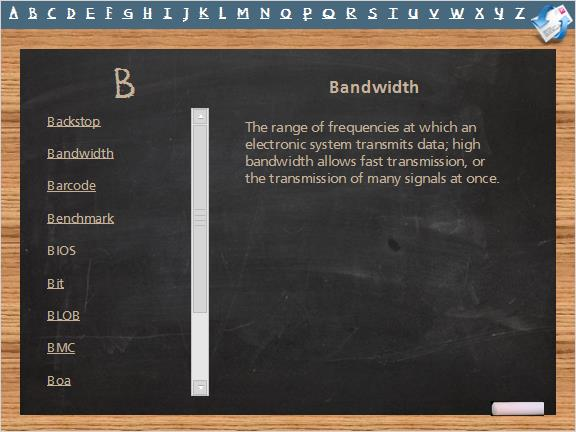 A B C D E F G H I J K L M N O P Q R S T U V W X Y Z
B
Backstop
Bandwidth
Barcode
Benchmark
BIOS
Bit
BLOB
BMC
Boa
Bandwidth
The range of frequencies at which an
electronic system transmits data; high
bandwidth allows fast transmission, or
the transmission of many signals at once.